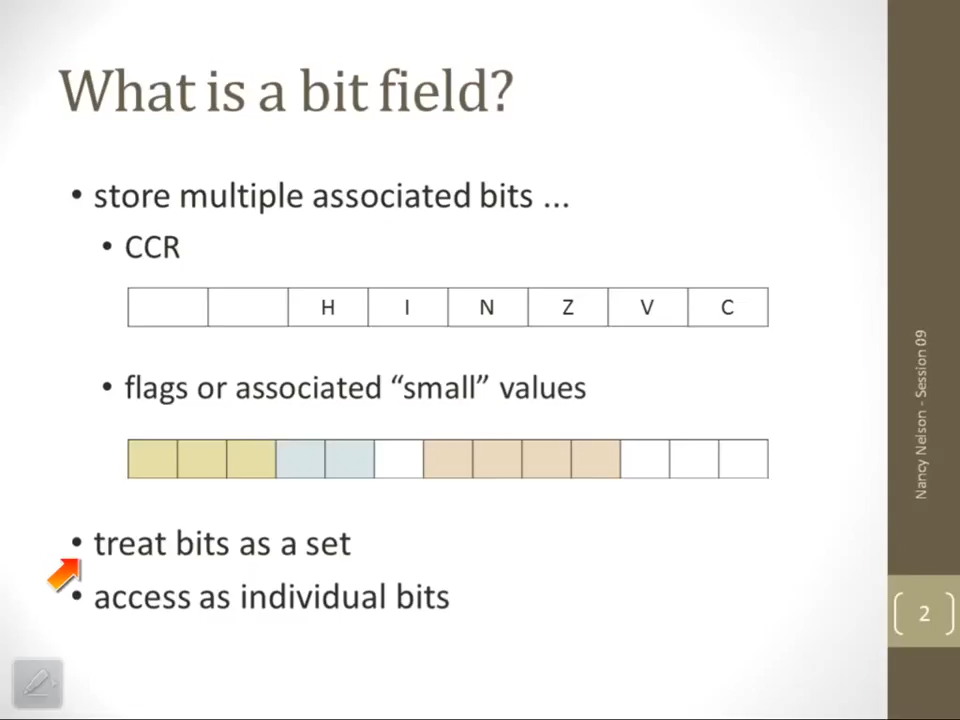 What is a bit field?
• store multiple associated bits ...
• CCR
H I N Z V C
• flags or associated “small” values
• treat bits as a set
• access as individual bits
Nancy Nelson - Session 09
2